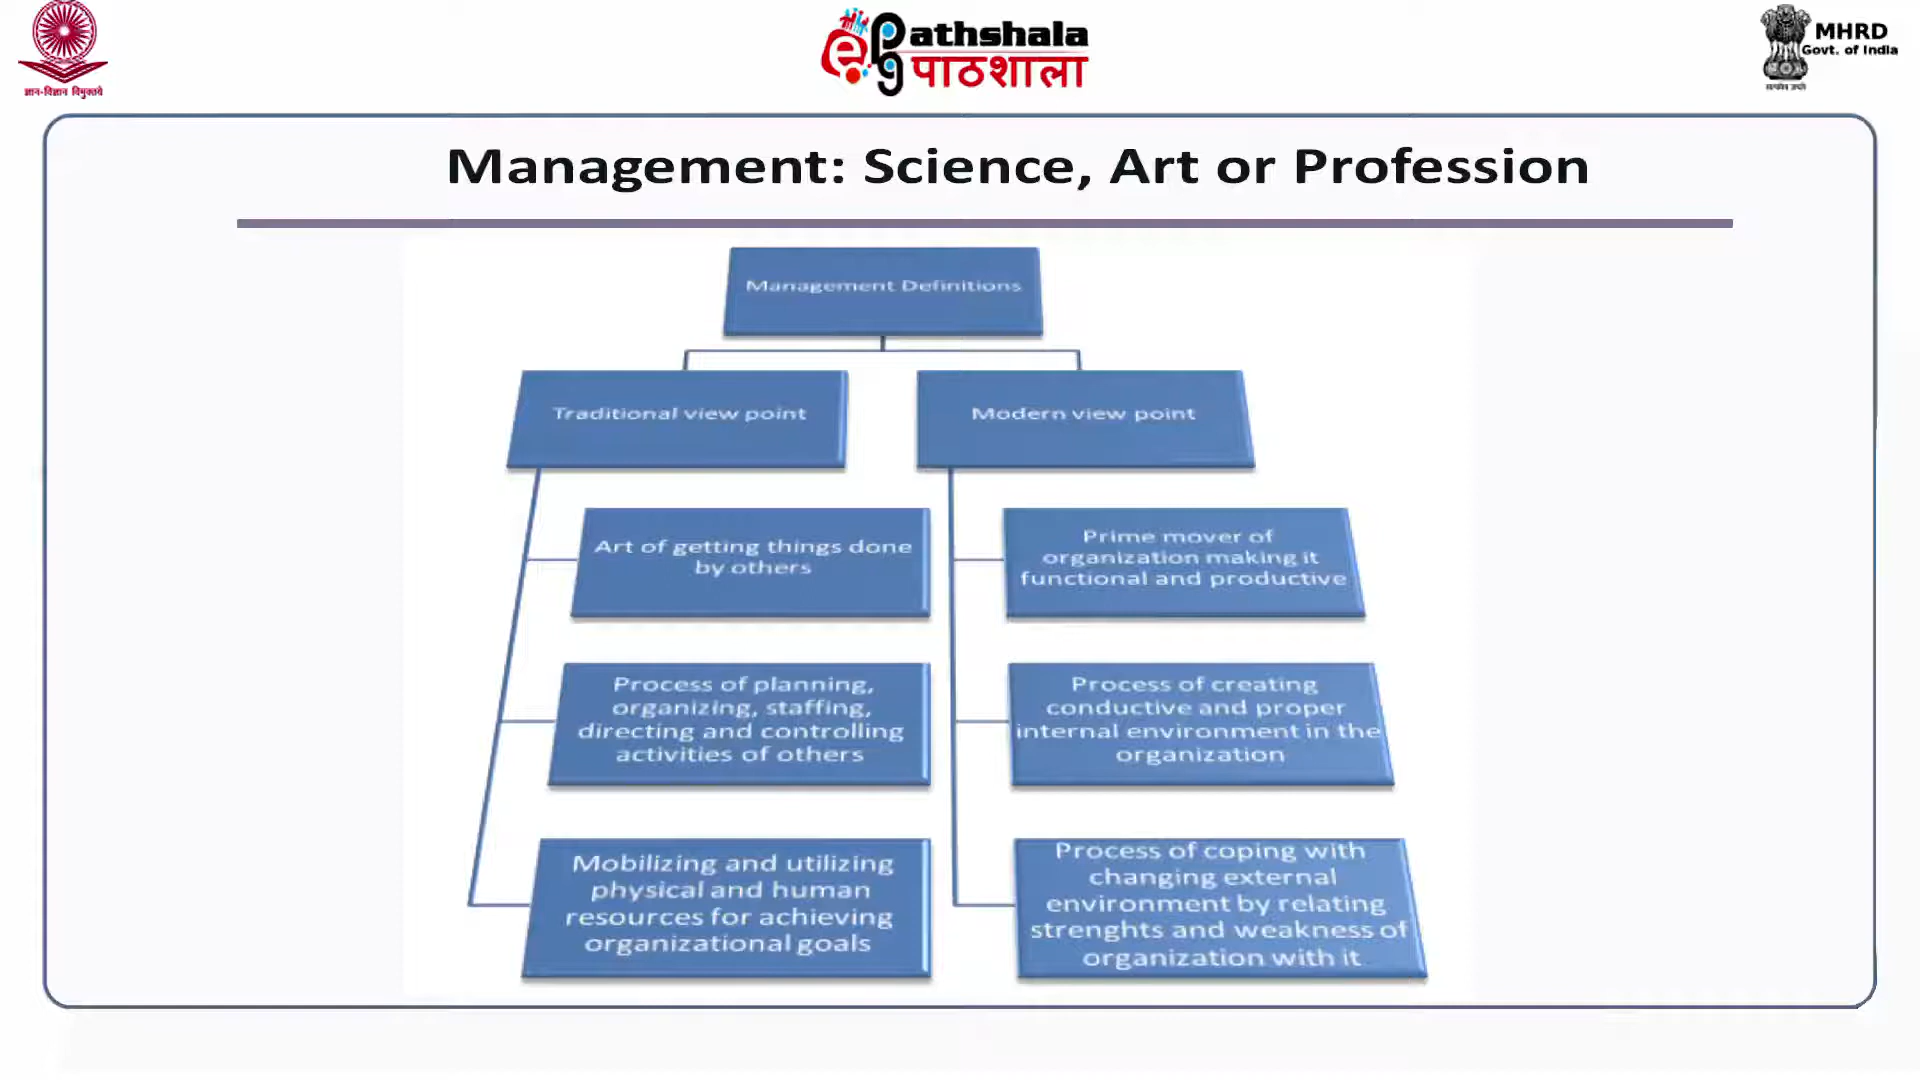 ज्ञान-विज्ञान विमुक्तये
ePathshala
पाठशाला
MHRD
Govt. of India
सत्यमेव जयते
Management: Science, Art or Profession
Management Definitions
Traditional view point
Modern view point
Art of getting things done
by others
Process of planning,
organizing, staffing,
directing and controlling
activities of others
Mobilizing and utilizing
physical and human
resources for achieving
organizational goals
Prime mover of
organization making it
functional and productive
Process of creating
conductive and proper
internal environment in the
organization
Process of coping with
changing external
environment by relating
strenghts and weakness of
organization with it